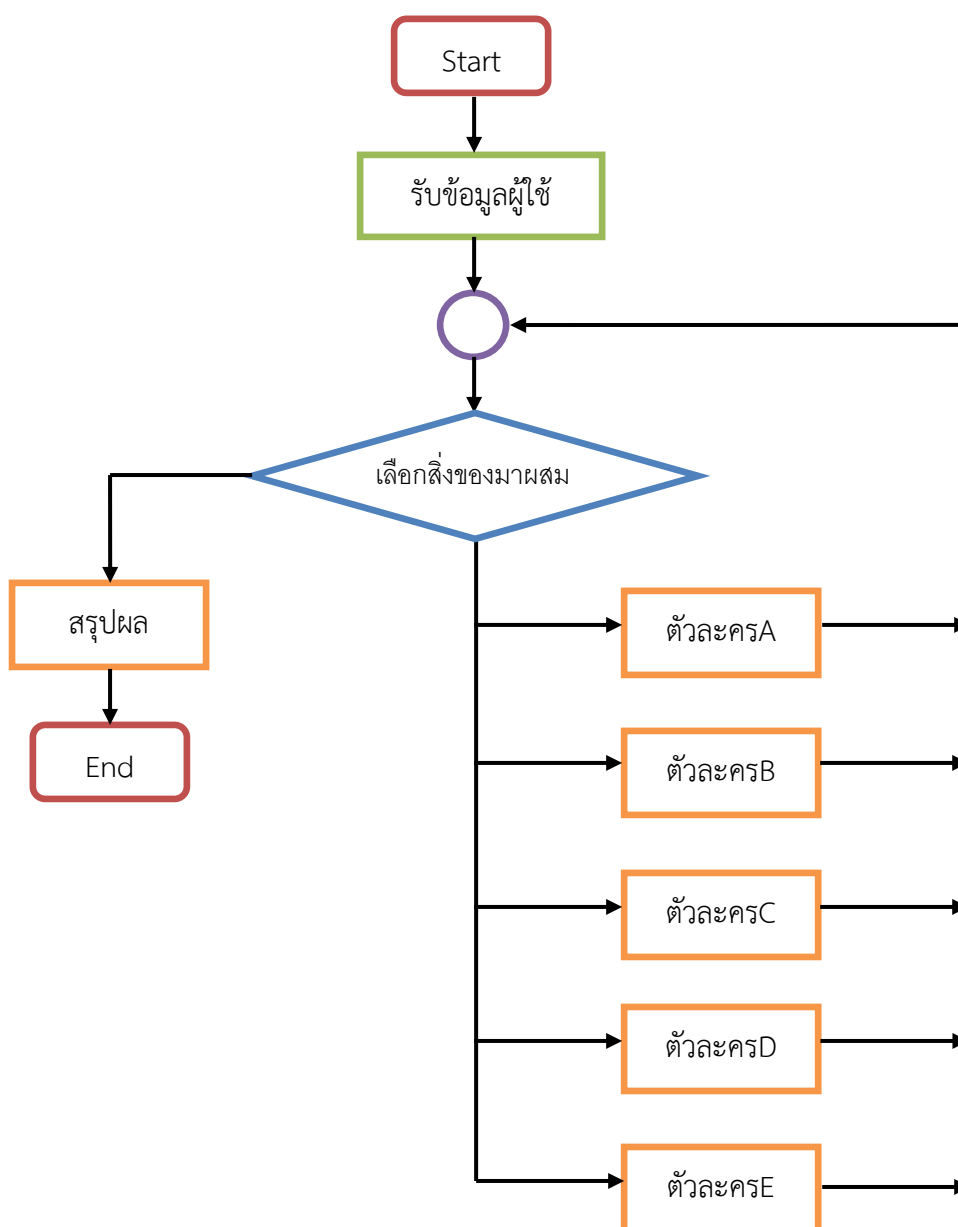 Start
รับข้อมูลผู้ใช้
เลือกสิ่งของมาผสม
สรุปผล
End
ตัวละครA
ตัวละครB
ตัวละครC
ตัวละครD
ตัวละครE